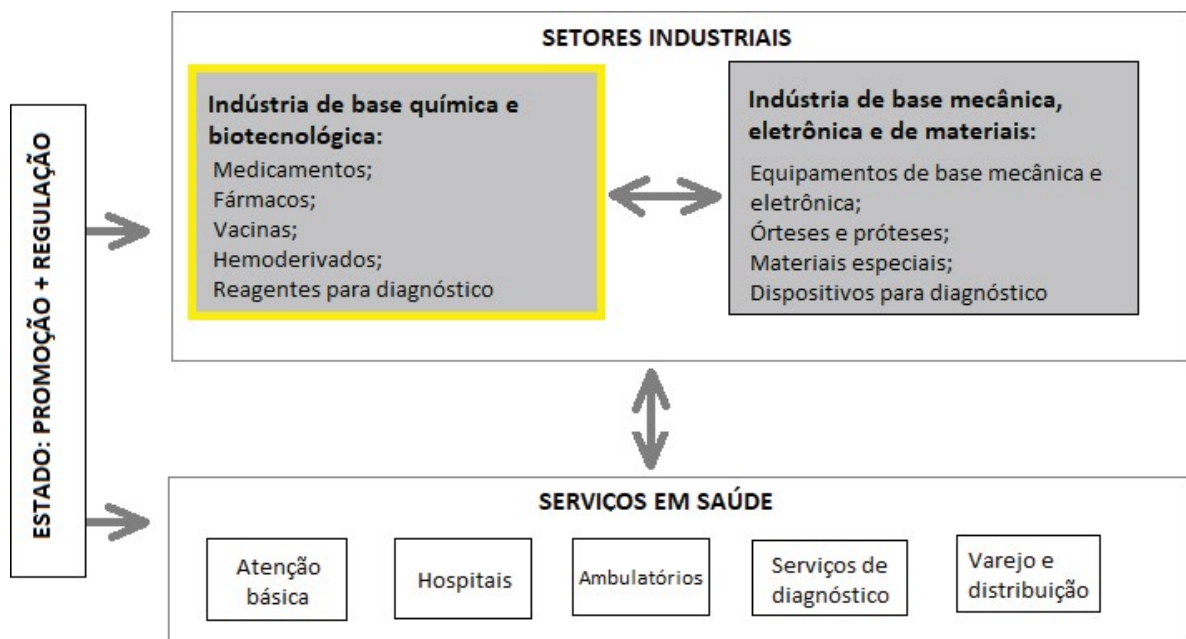 ESTADO: PROMOÇÃO + REGULAÇÃO
SETORES INDUSTRIAIS
Indústria de base química e
biotecnológica:
Medicamentos;
Fármacos;
Vacinas;
Hemoderivados;
Reagentes para diagnóstico
Indústria de base mecânica,
eletrônica e de materiais:
Equipamentos de base mecânica e
eletrônica;
Órteses e próteses;
Materiais especiais;
Dispositivos para diagnóstico
SERVIÇOS EM SAÚDE
Atenção
básica
Hospitais
Ambulatórios
Serviços de
diagnóstico
Varejo e
distribuição